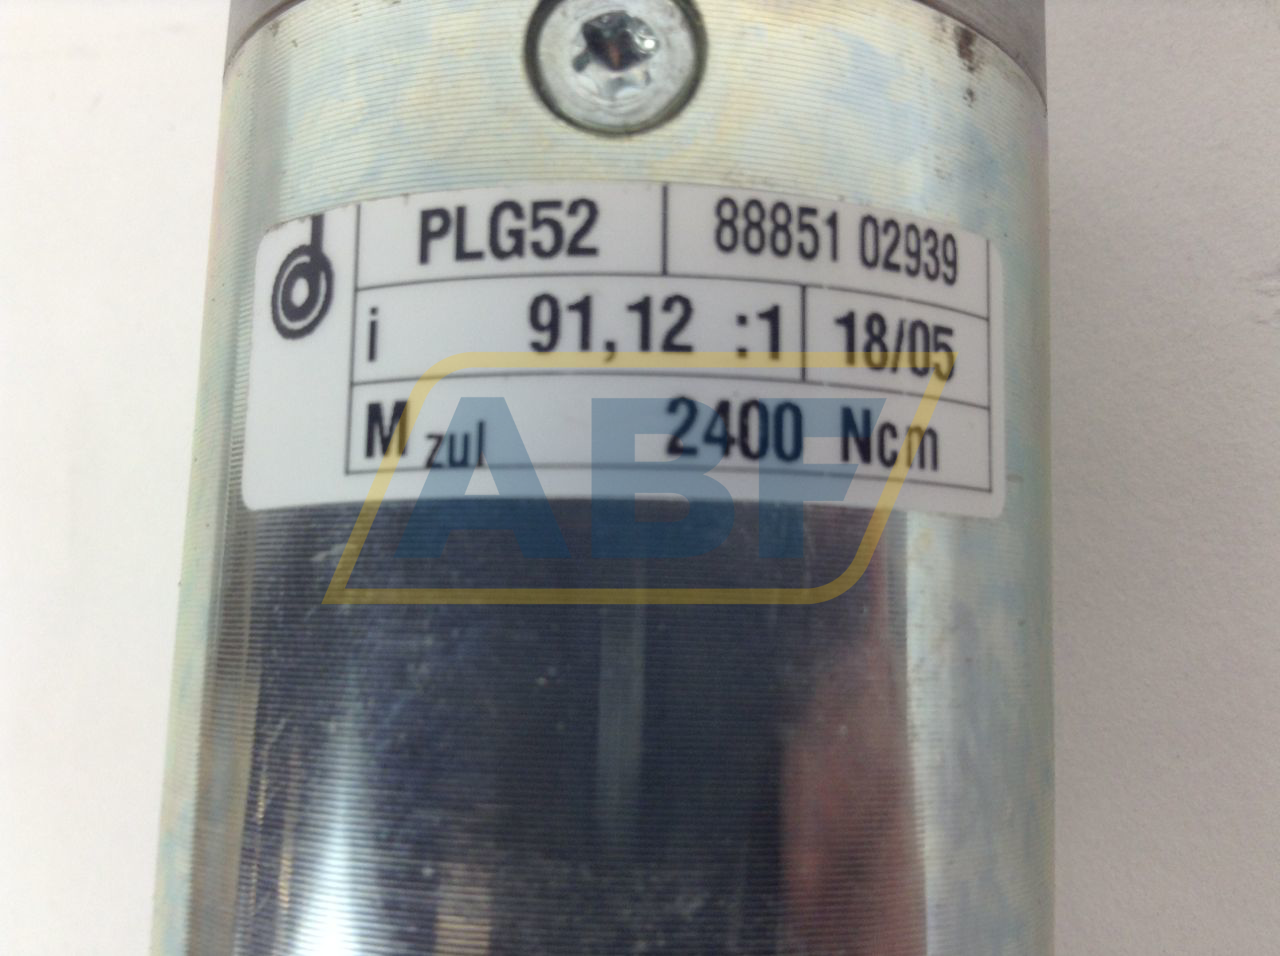 PLG52 88851 02939
i 91,12 :1 18/05
M zul 2400 Ncm
ABF